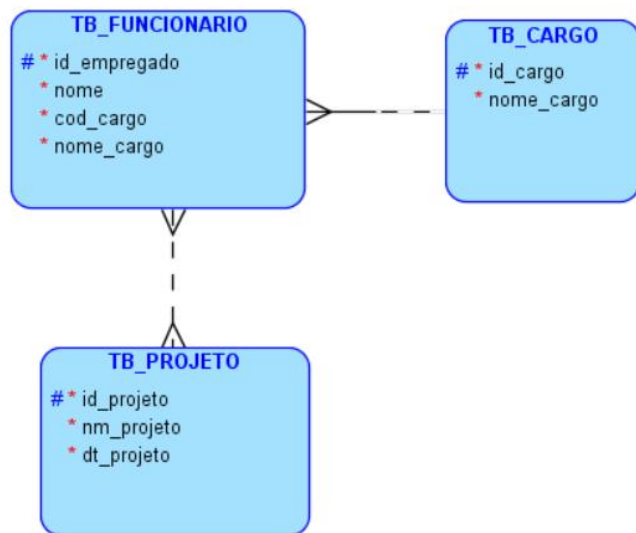 TB_FUNCIONARIO
# * id_empregado
* nome
* cod_cargo
* nome_cargo
TB_CARGO
# * id_cargo
* nome_cargo
TB_PROJETO
# * id_projeto
* nm_projeto
* dt_projeto